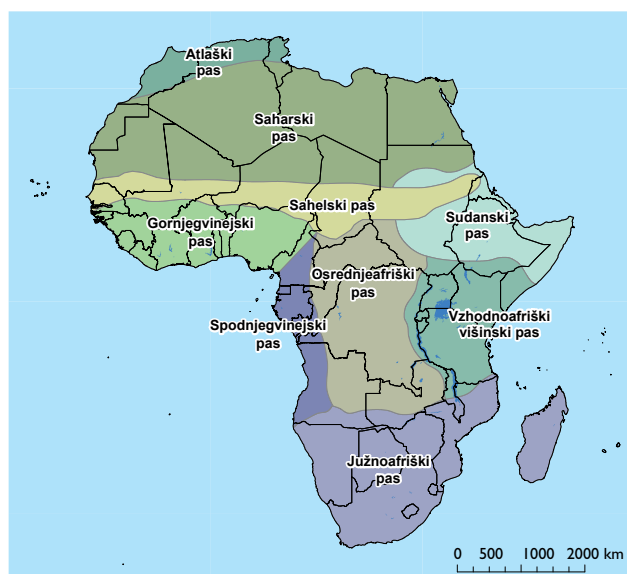 Atlaški
pas
Saharski
pas
Sahelski pas
Gornjegvinejski
pas
Sudanski
pas
Osrednjeafriški
pas
Spodnjegvinejski
pas
Vzhodnoafriški
višinski pas
Južnoafriški
pas
0 500 1000 2000 km